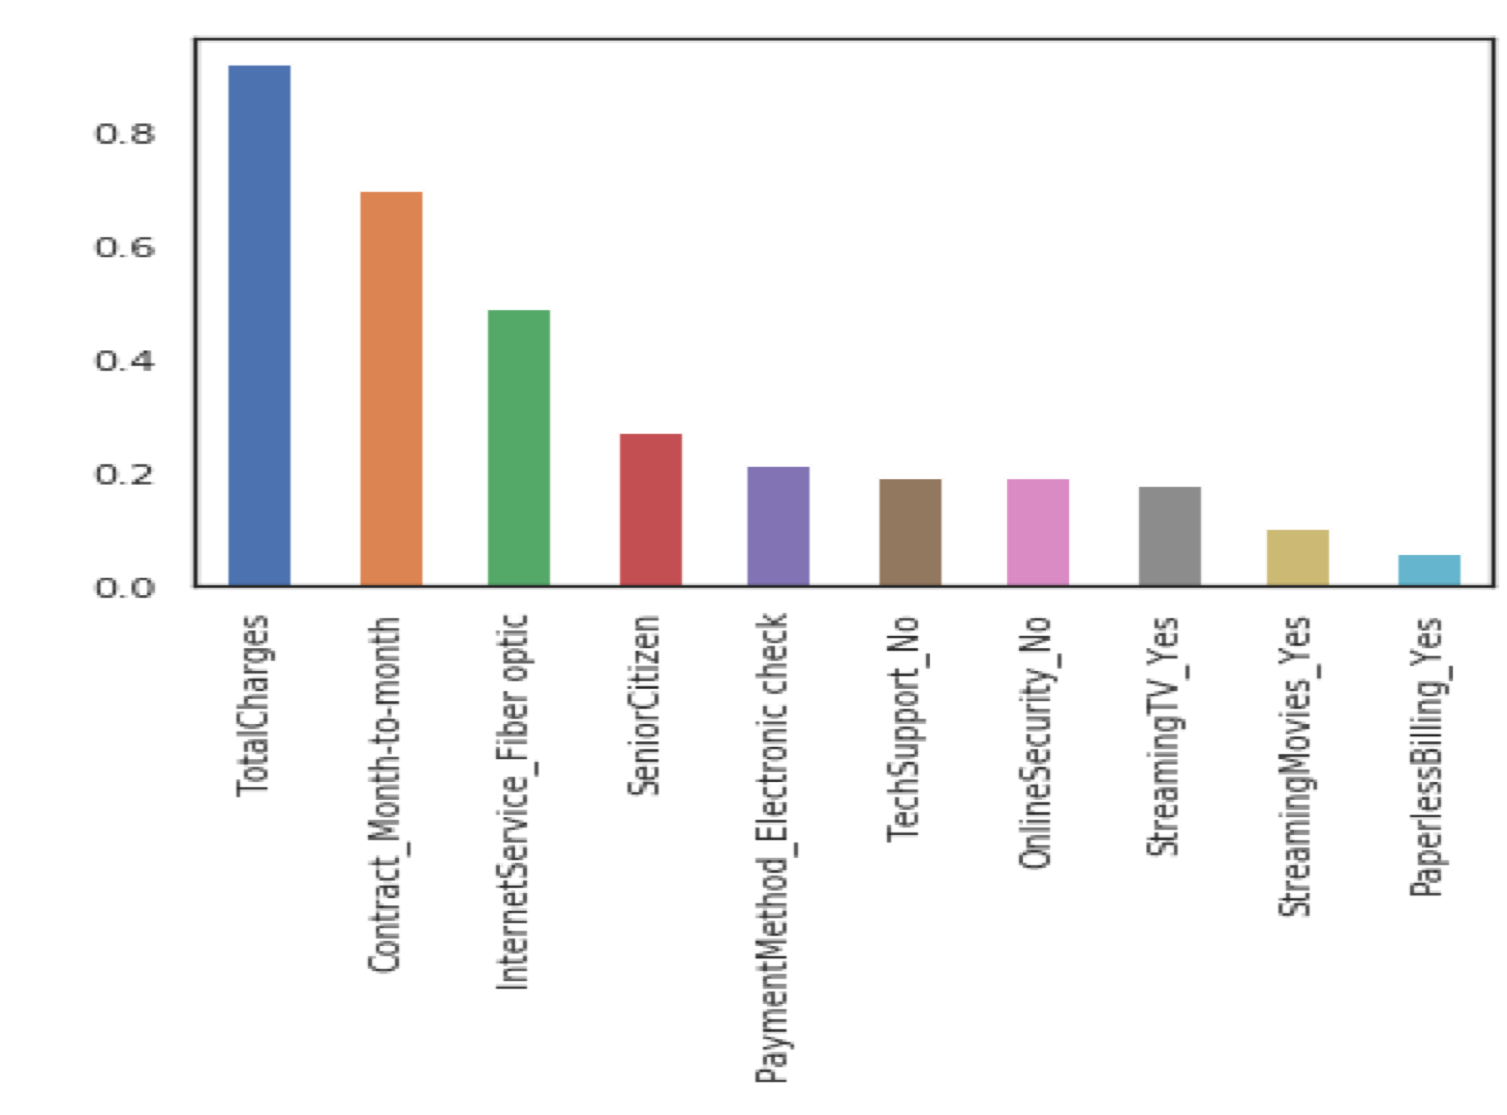 0.8
0.6
0.4
0.2
0.0
TotalCharges
Contract_Month-to-month
InternetService_Fiber optic
SeniorCitizen
PaymentMethod_Electronic check
TechSupport_No
OnlineSecurity_No
StreamingTV_Yes
StreamingMovies_Yes
PaperlessBilling_Yes